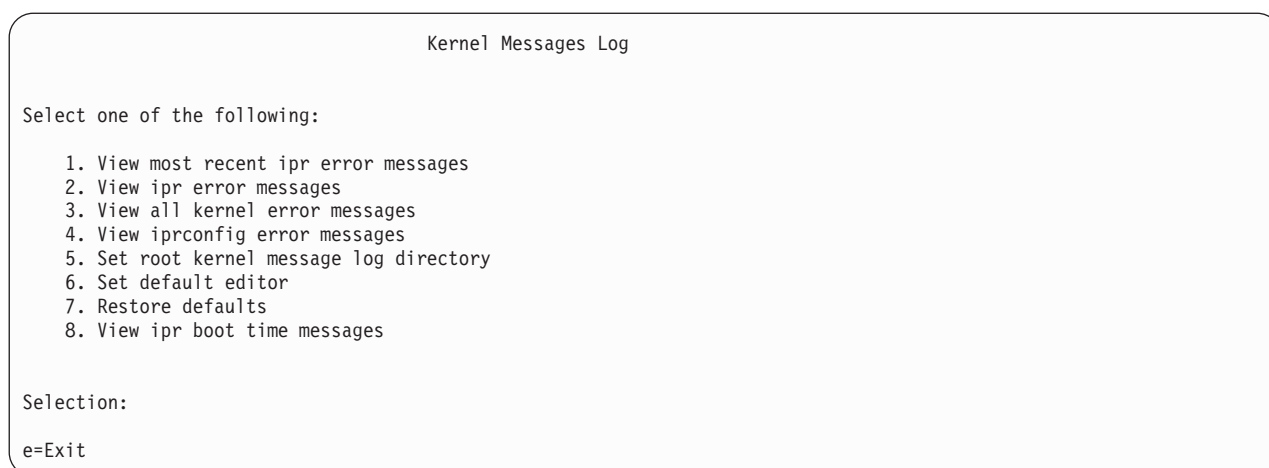 Kernel Messages Log
Select one of the following:
1. View most recent ipr error messages
2. View ipr error messages
3. View all kernel error messages
4. View iprconfig error messages
5. Set root kernel message log directory
6. Set default editor
7. Restore defaults
8. View ipr boot time messages
Selection:
e=Exit